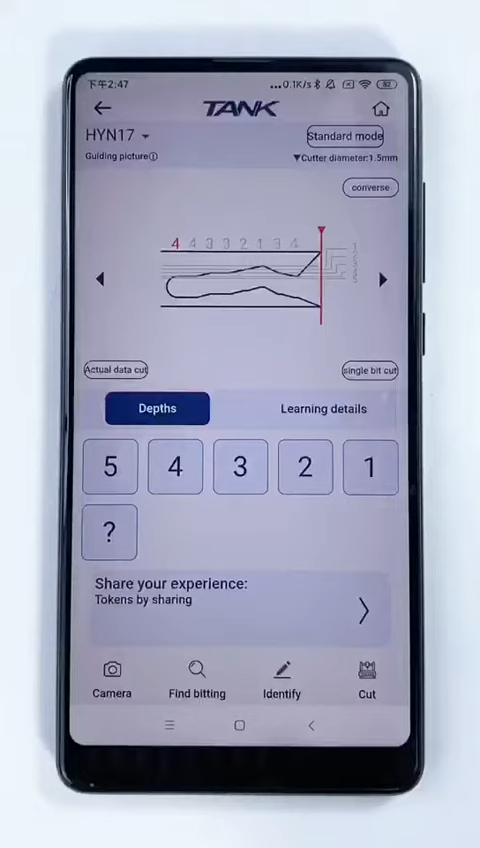 下午2:47
...0.1K/s 82
TANK
HYN17
Standard mode
Guiding picture
▼Cutter diameter:1.5mm
converse
4 4 3 3 2 1 3 4
Actual data cut
single bit cut
Depths
Learning details
5 4 3 2 1
?
Share your experience:
Tokens by sharing
Camera
Find bitting
Identify
Cut